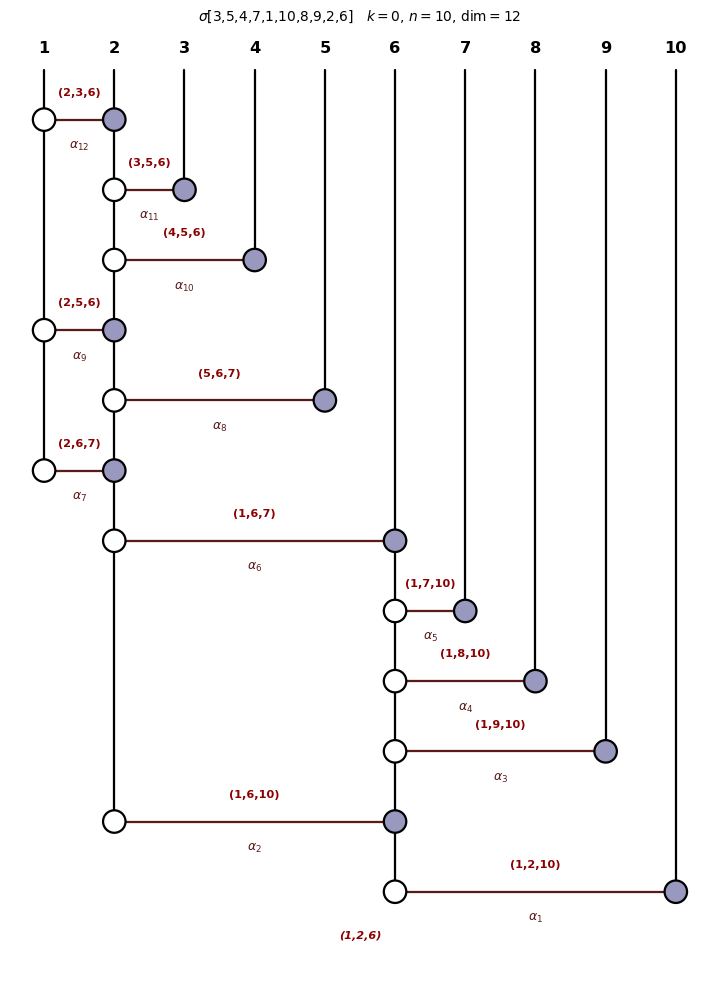 σ[3,5,4,7,1,10,8,9,2,6] k = 0, n = 10, dim = 12
1 2 3 4 5 6 7 8 9 10
(2,3,6)
α₁₂
(3,5,6)
α₁₁
(4,5,6)
α₁₀
(2,5,6)
α₉
(5,6,7)
α₈
(2,6,7)
α₇
(1,6,7)
α₆
(1,7,10)
α₅
(1,8,10)
α₄
(1,9,10)
α₃
(1,6,10)
α₂
(1,2,10)
α₁
(1,2,6)